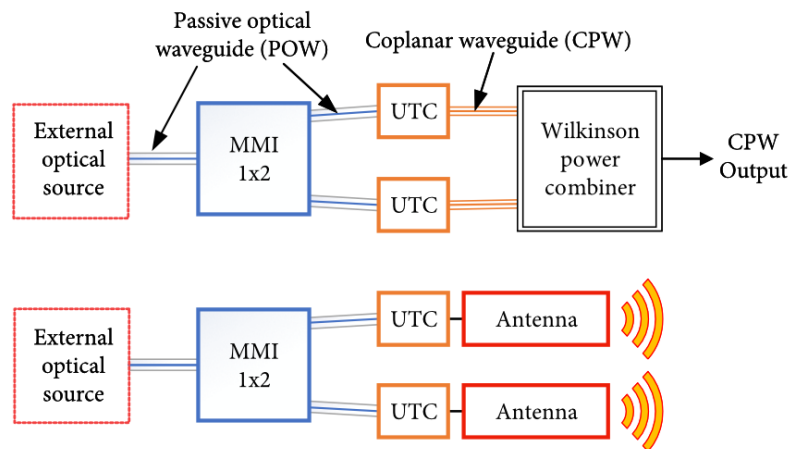 Passive optical
waveguide (POW)
Coplanar waveguide (CPW)
External
optical
source
MMI
1x2
UTC
UTC
Wilkinson
power
combiner
CPW
Output
External
optical
source
MMI
1x2
UTC
Antenna
UTC
Antenna